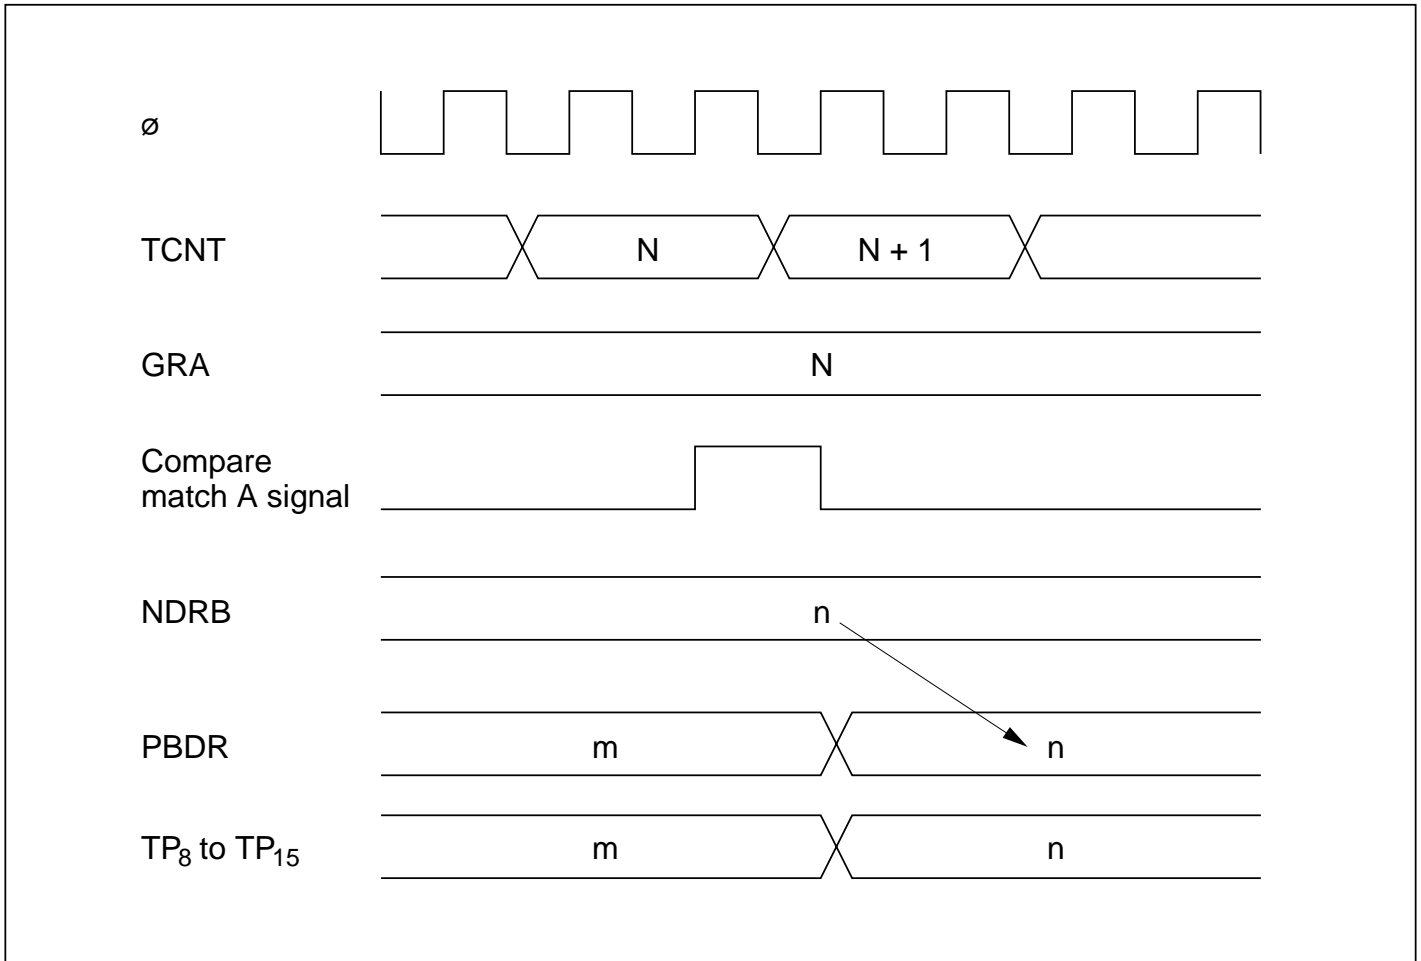 ø
TCNT N N + 1
GRA N
Compare
match A signal
NDRB n
PBDR m n
TP8 to TP15 m n